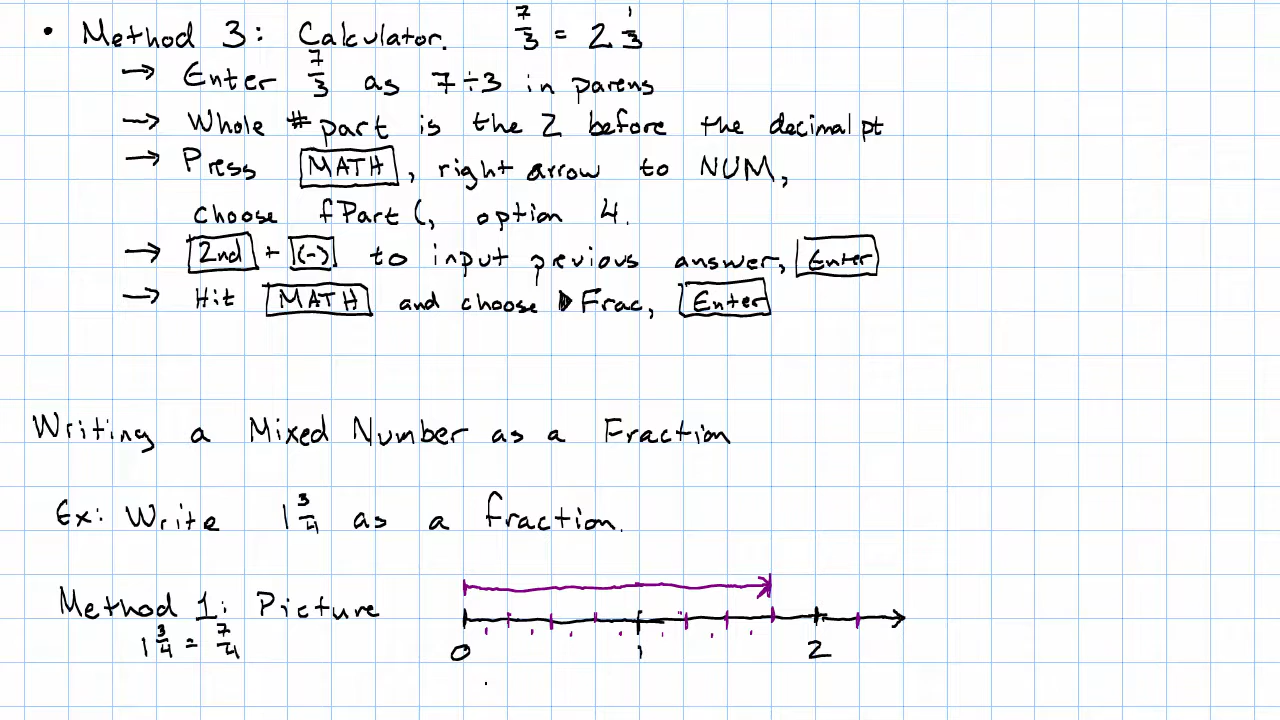 • Method 3: Calculator. 7/3 = 2 1/3
→ Enter 7/3 as 7÷3 in parens
→ Whole # part is the 2 before the decimal pt
→ Press MATH, right arrow to NUM,
choose fPart(, option 4.
→ 2nd + (-) to input previous answer, Enter
→ Hit MATH and choose ▶Frac, Enter
Writing a Mixed Number as a Fraction
Ex: Write 1 3/4 as a fraction.
Method 1: Picture
1 3/4 = 7/4
0 1 2